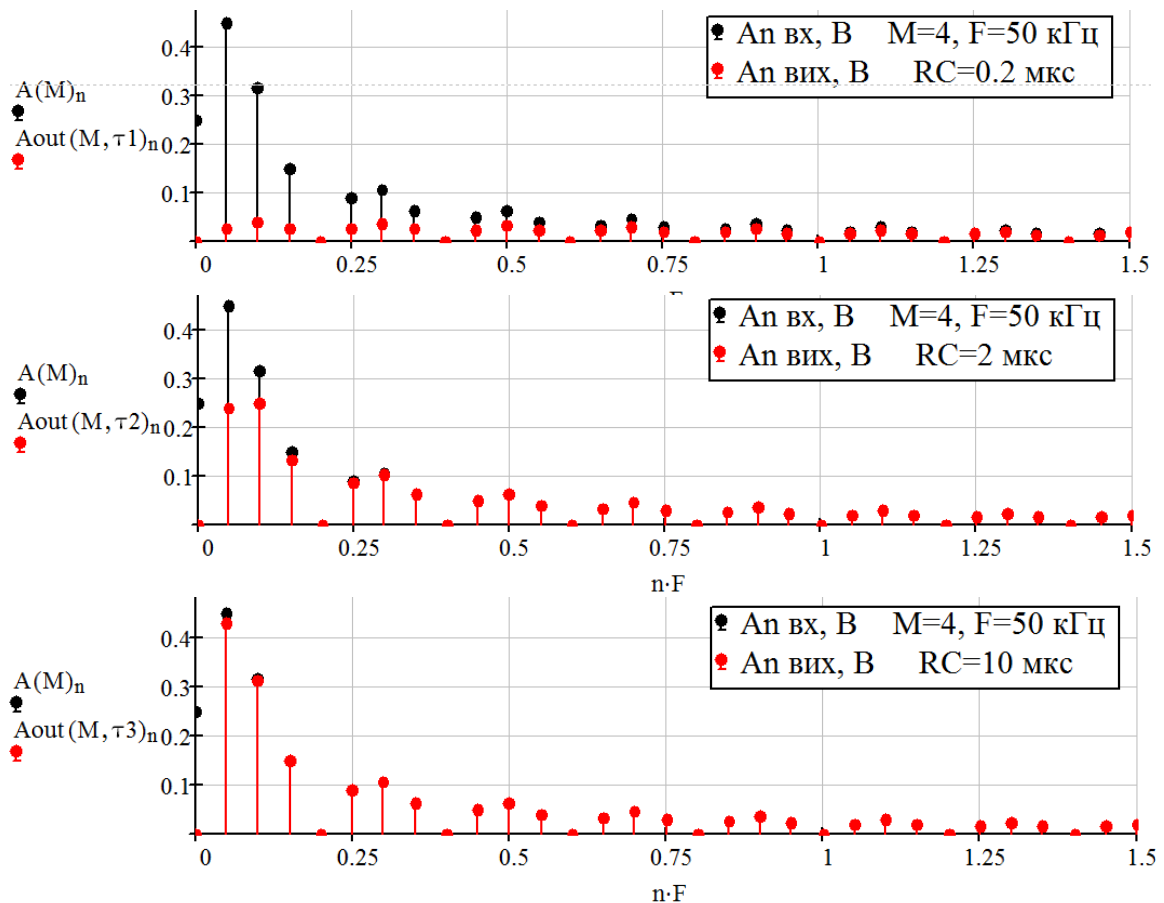 An вх, В M=4, F=50 кГц
An вих, В RC=0.2 мкс
A(M)n
Aout(M,τ1)n
0.4
0.3
0.2
0.1
0 0.25 0.5 0.75 1 1.25 1.5
An вх, В M=4, F=50 кГц
An вих, В RC=2 мкс
A(M)n
Aout(M,τ2)n
0.4
0.3
0.2
0.1
0 0.25 0.5 0.75 1 1.25 1.5
n·F
An вх, В M=4, F=50 кГц
An вих, В RC=10 мкс
A(M)n
Aout(M,τ3)n
0.4
0.3
0.2
0.1
0 0.25 0.5 0.75 1 1.25 1.5
n·F